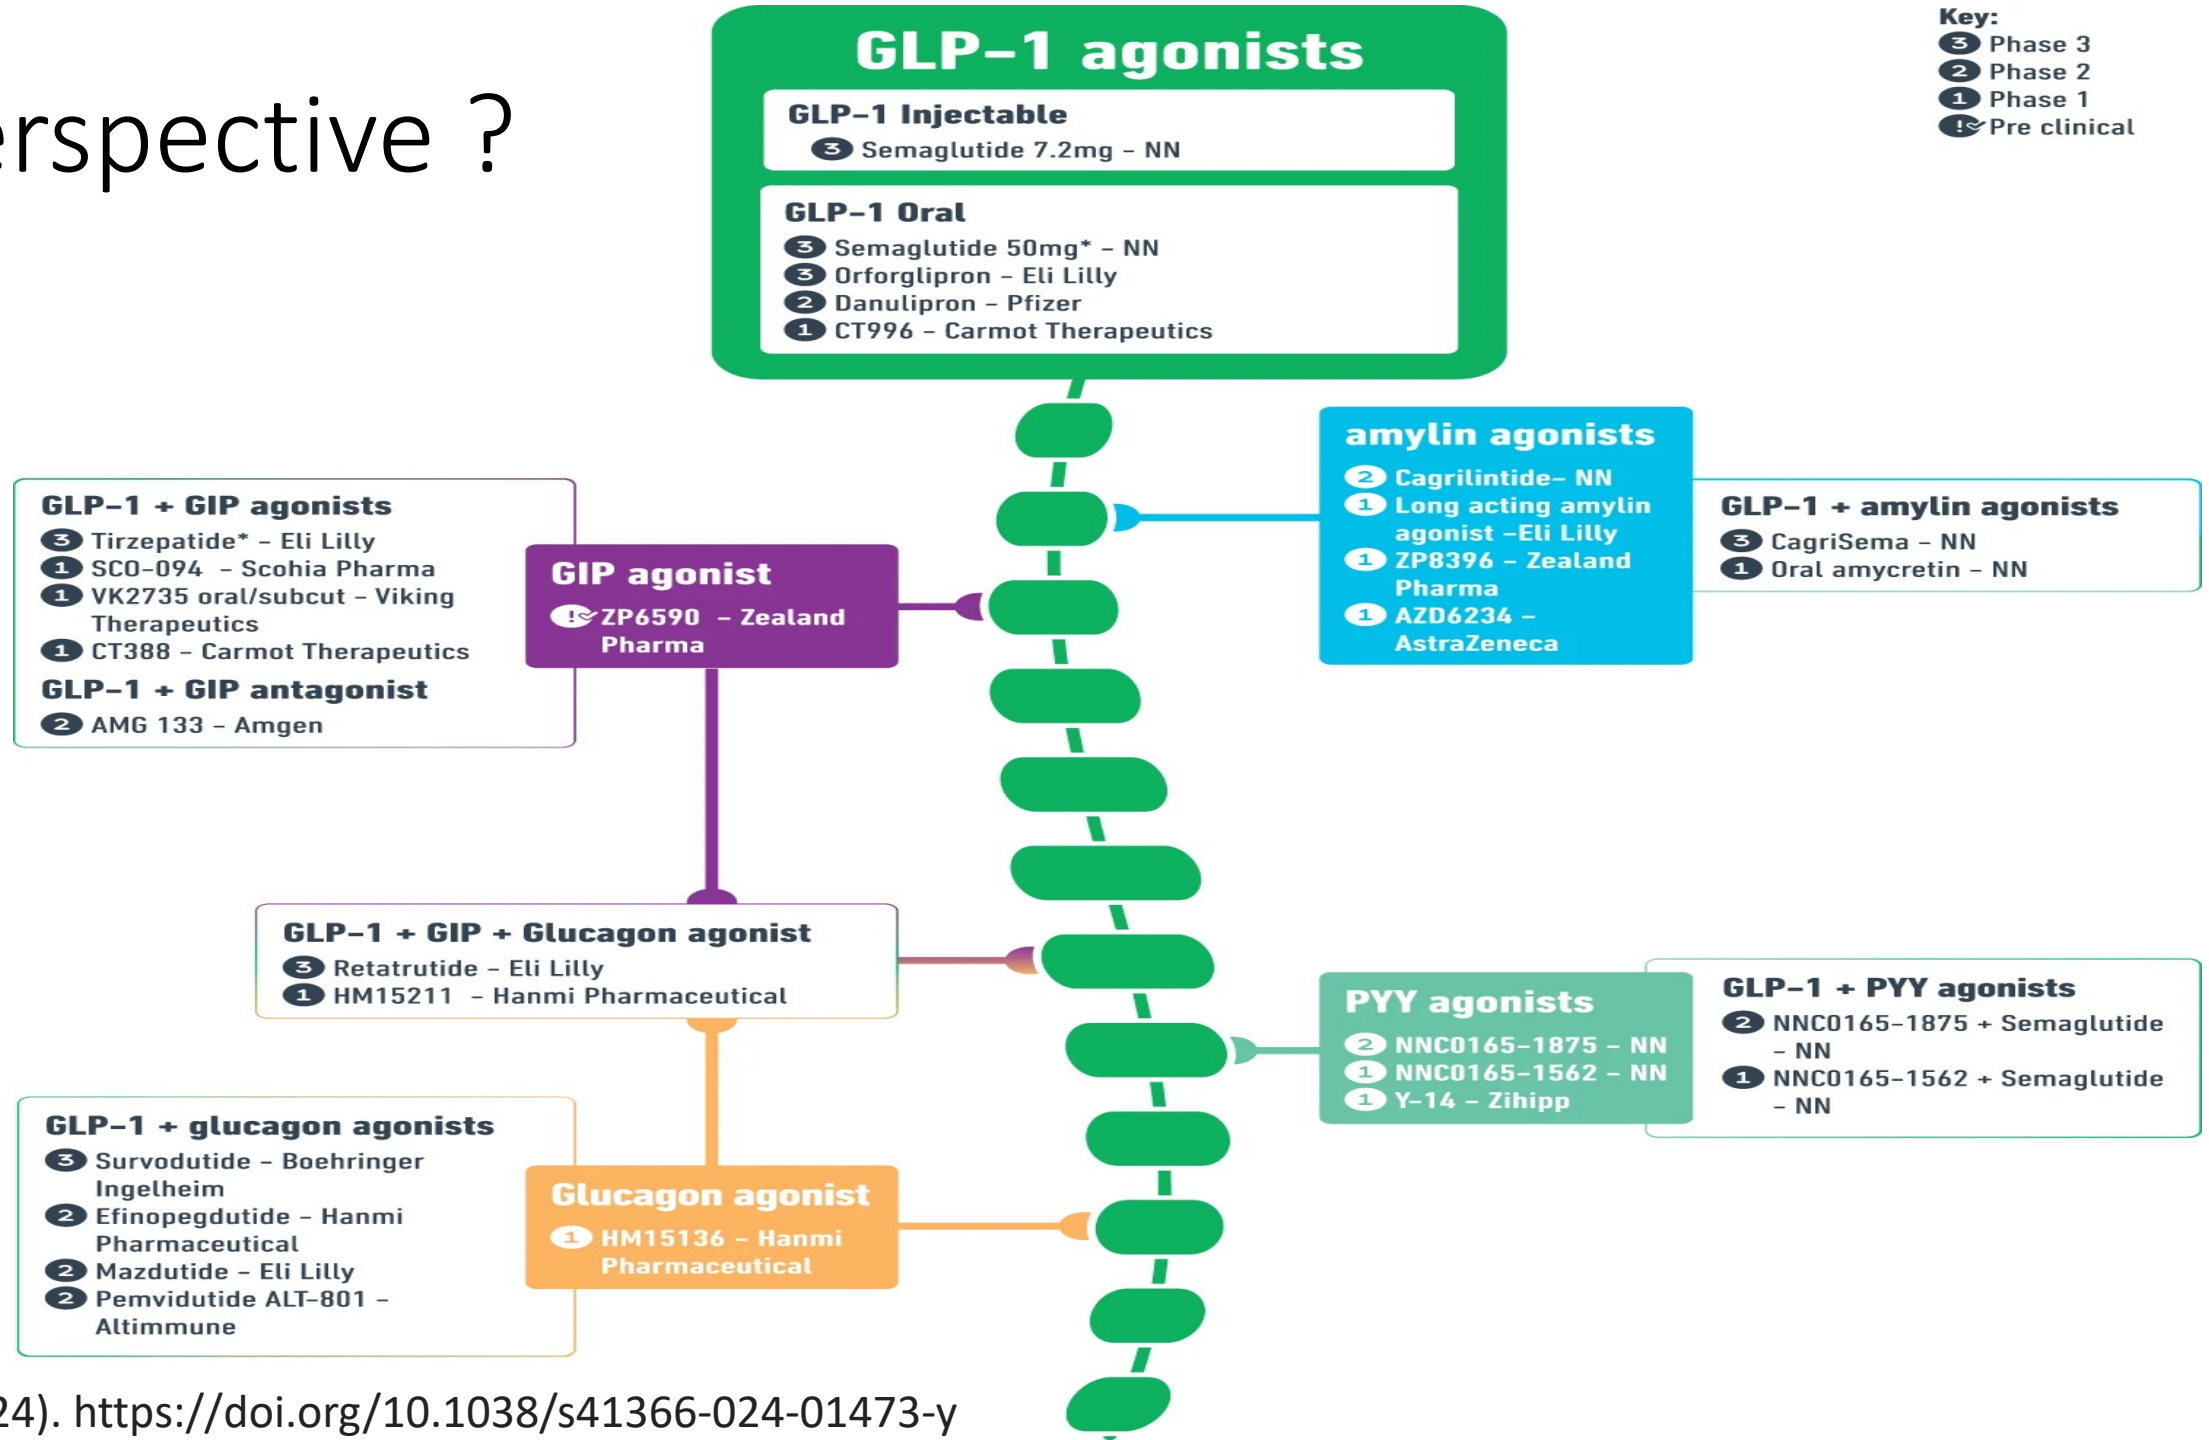 erspective ?
GLP-1 agonists
GLP-1 Injectable
3 Semaglutide 7.2mg – NN
GLP-1 Oral
3 Semaglutide 50mg* – NN
3 Orforglipron – Eli Lilly
2 Danulipron – Pfizer
1 CT996 – Carmot Therapeutics
Key:
3 Phase 3
2 Phase 2
1 Phase 1
! Pre clinical
GLP-1 + GIP agonists
3 Tirzepatide* – Eli Lilly
1 SCO-094 – Scohia Pharma
1 VK2735 oral/subcut – Viking
Therapeutics
1 CT388 – Carmot Therapeutics
GLP-1 + GIP antagonist
2 AMG 133 – Amgen
GIP agonist
! ZP6590 – Zealand
Pharma
amylin agonists
2 Cagrilintide– NN
1 Long acting amylin
agonist –Eli Lilly
1 ZP8396 – Zealand
Pharma
1 AZD6234 –
AstraZeneca
GLP-1 + amylin agonists
3 CagriSema – NN
1 Oral amycretin – NN
GLP-1 + GIP + Glucagon agonist
3 Retatrutide – Eli Lilly
1 HM15211 – Hanmi Pharmaceutical
PYY agonists
2 NNC0165-1875 – NN
1 NNC0165-1562 – NN
1 Y-14 – Zihipp
GLP-1 + PYY agonists
2 NNC0165-1875 + Semaglutide
– NN
1 NNC0165-1562 + Semaglutide
– NN
GLP-1 + glucagon agonists
3 Survodutide – Boehringer
Ingelheim
2 Efinopegdutide – Hanmi
Pharmaceutical
2 Mazdutide – Eli Lilly
2 Pemvidutide ALT-801 –
Altimmune
Glucagon agonist
1 HM15136 – Hanmi
Pharmaceutical
24). https://doi.org/10.1038/s41366-024-01473-y